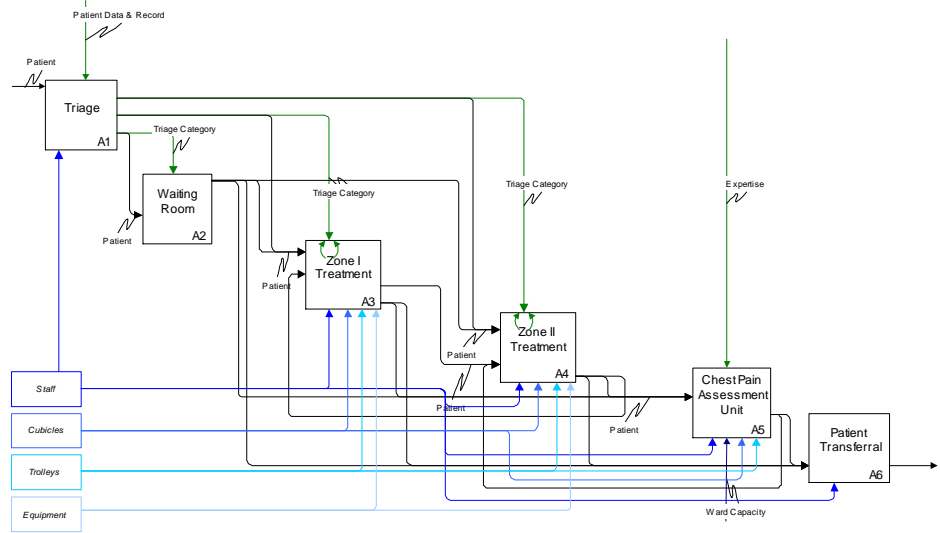 Patient Data & Record
Patient
Triage
A1
Triage Category
Waiting
Room
A2
Patient
Triage Category
Triage Category
Expertise
Zone I
Treatment
A3
Patient
Zone II
Treatment
A4
Patient
Patient
Patient
Chest Pain
Assessment
Unit
A5
Patient
Transferral
A6
Staff
Cubicles
Trolleys
Equipment
Ward Capacity